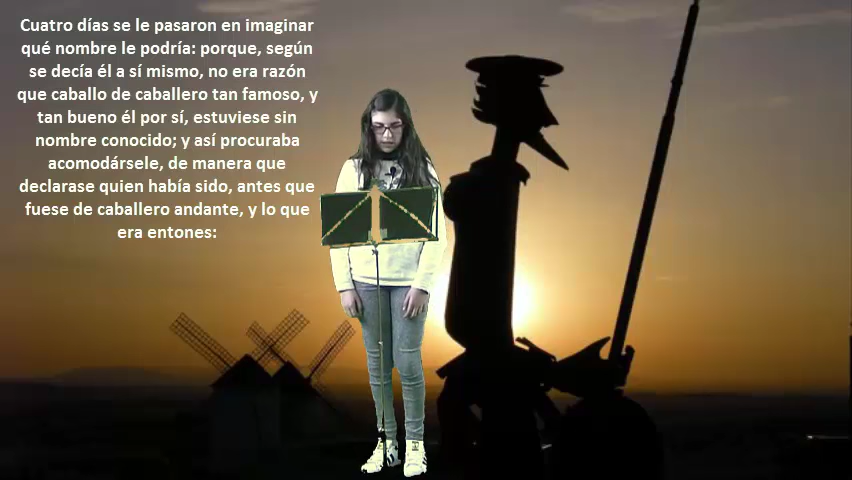 Cuatro días se le pasaron en imaginar
qué nombre le podría: porque, según
se decía él a sí mismo, no era razón
que caballo de caballero tan famoso, y
tan bueno él por sí, estuviese sin
nombre conocido; y así procuraba
acomodársele, de manera que
declarase quien había sido, antes que
fuese de caballero andante, y lo que
era entones: